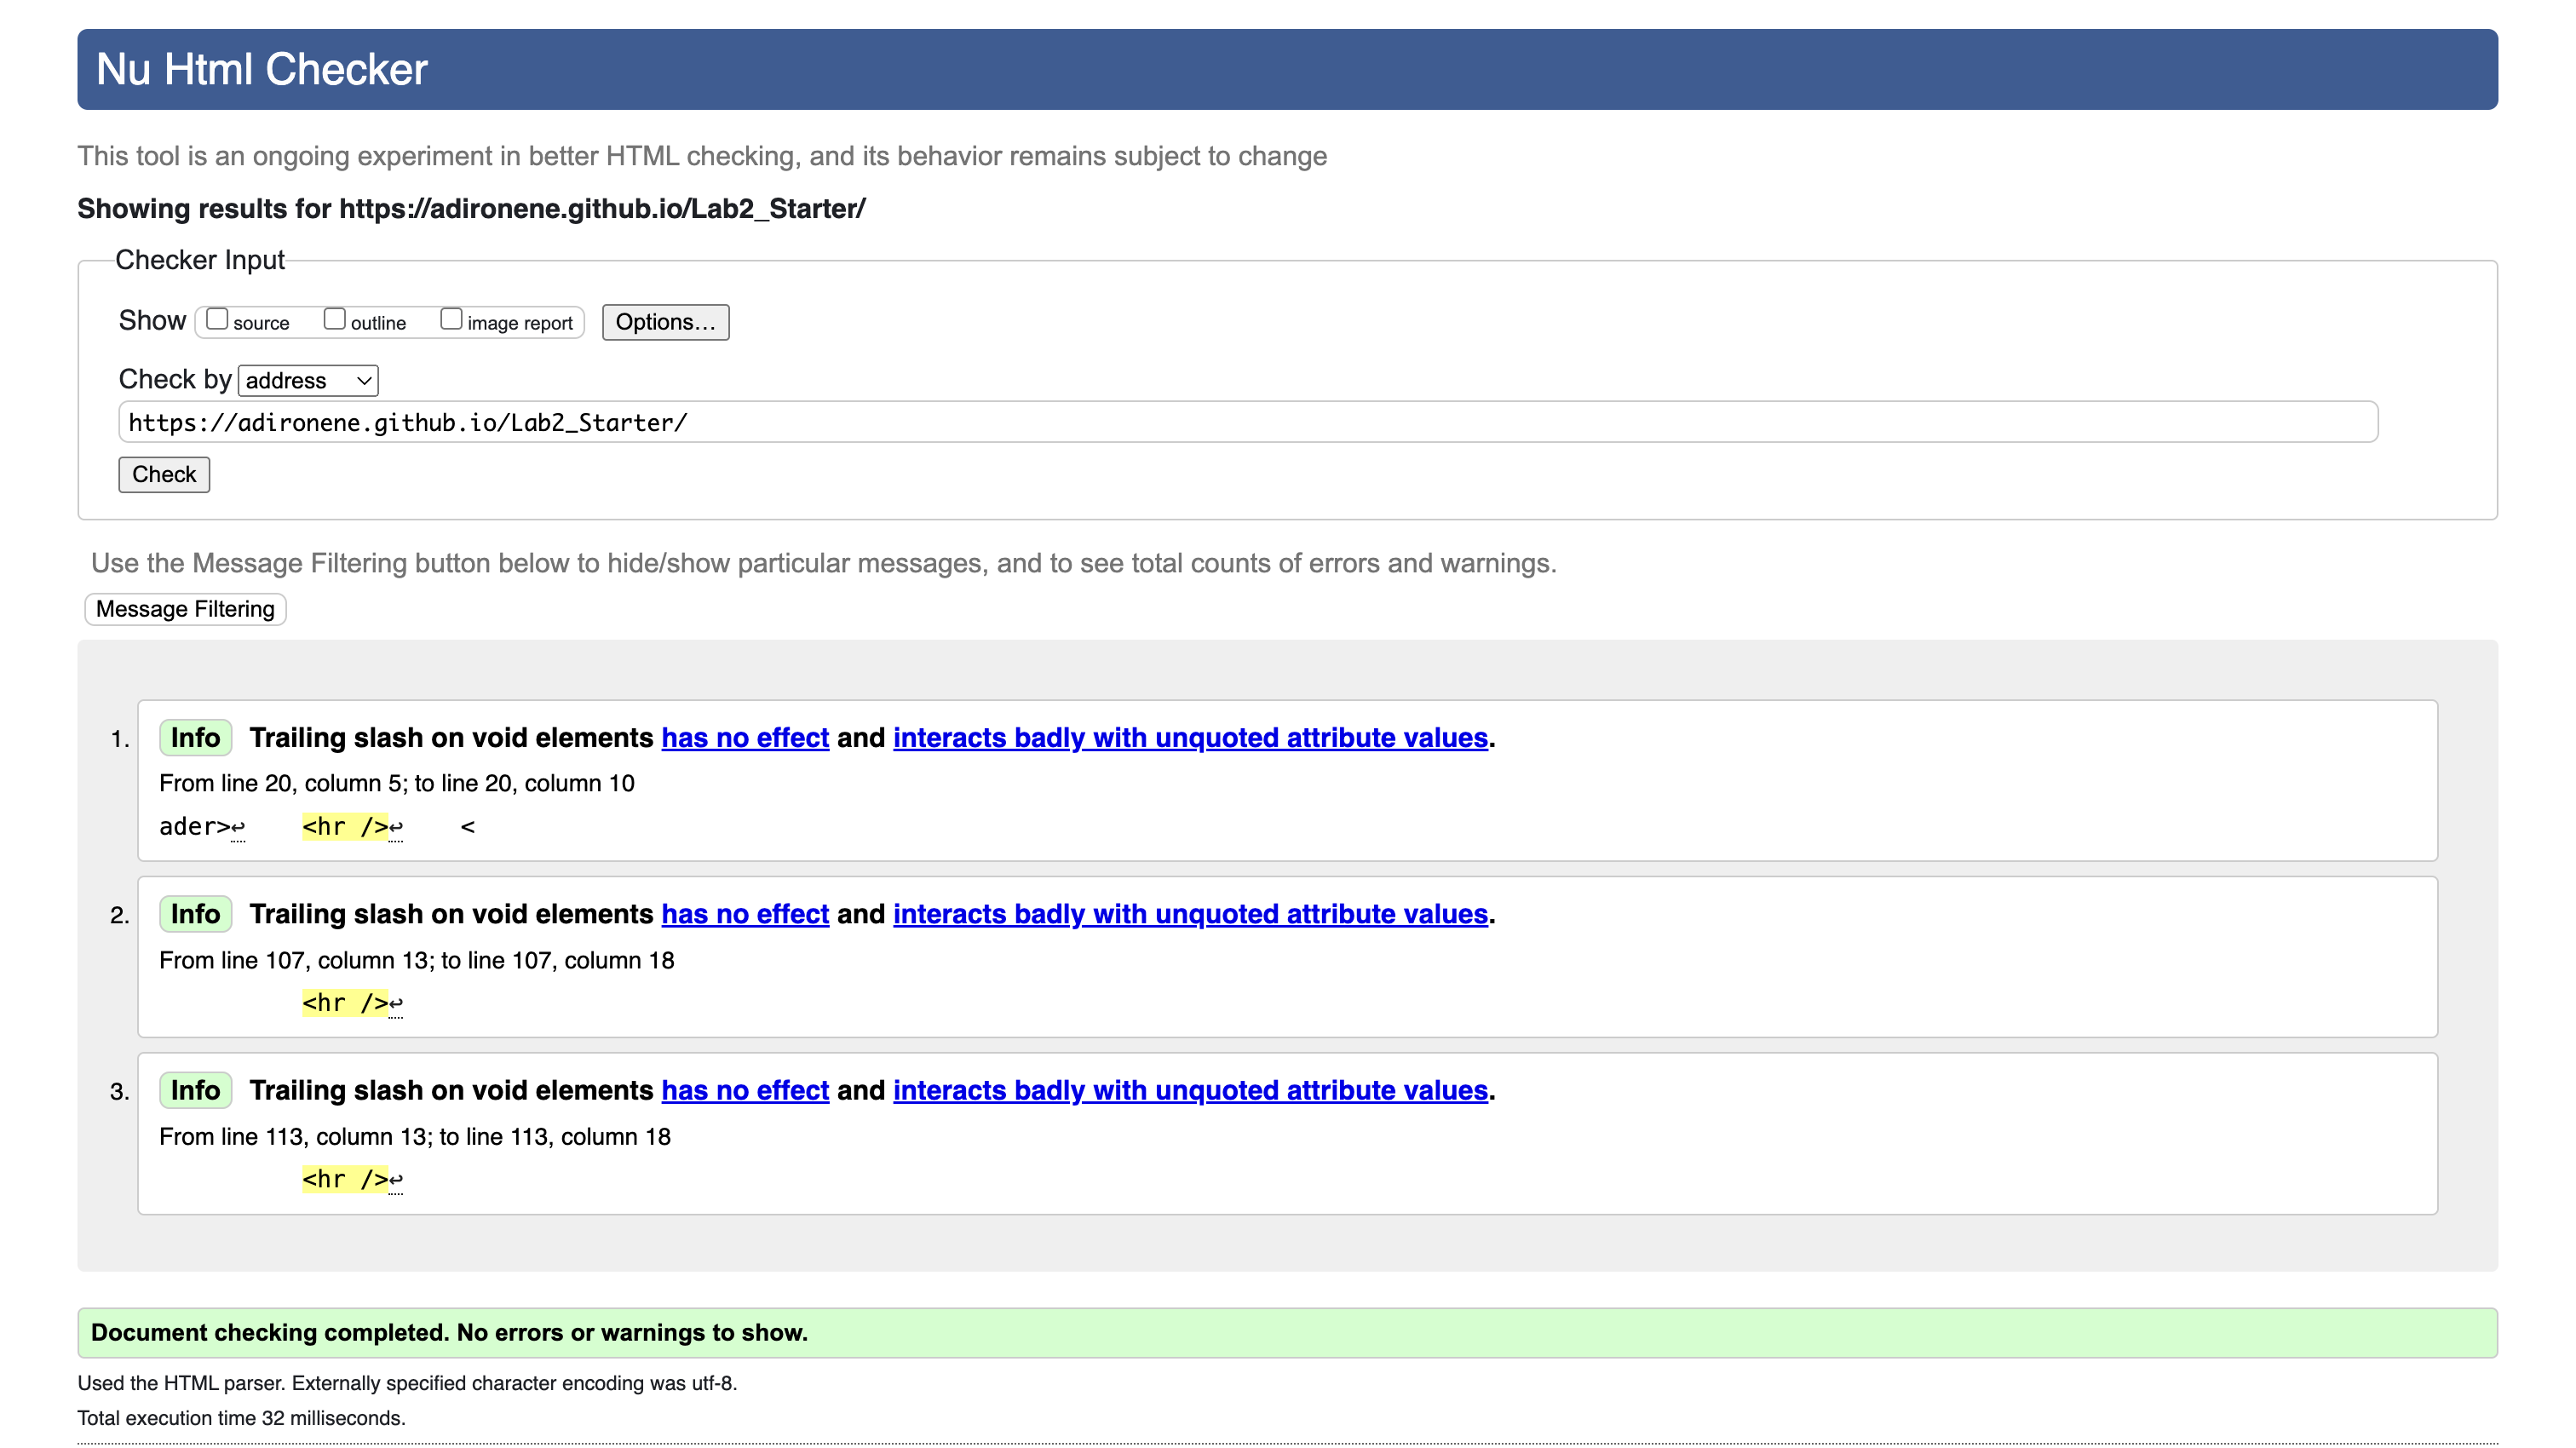 Nu Html Checker
This tool is an ongoing experiment in better HTML checking, and its behavior remains subject to change
Showing results for https://adironene.github.io/Lab2_Starter/
Checker Input
Show source outline image report Options...
Check by address
https://adironene.github.io/Lab2_Starter/
Check
Use the Message Filtering button below to hide/show particular messages, and to see total counts of errors and warnings.
Message Filtering
1. Info Trailing slash on void elements has no effect and interacts badly with unquoted attribute values.
From line 20, column 5; to line 20, column 10
ader>↩ <hr />↩ <
2. Info Trailing slash on void elements has no effect and interacts badly with unquoted attribute values.
From line 107, column 13; to line 107, column 18
<hr />↩
3. Info Trailing slash on void elements has no effect and interacts badly with unquoted attribute values.
From line 113, column 13; to line 113, column 18
<hr />↩
Document checking completed. No errors or warnings to show.
Used the HTML parser. Externally specified character encoding was utf-8.
Total execution time 32 milliseconds.